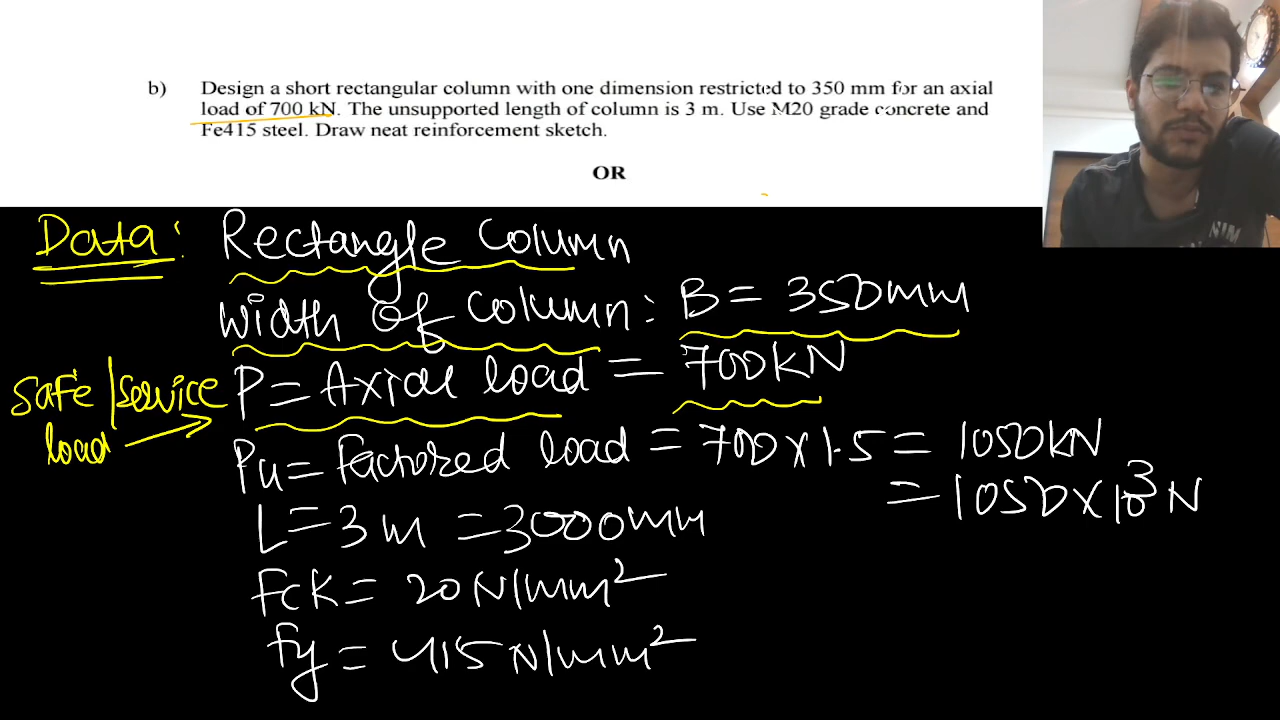 b) Design a short rectangular column with one dimension restricted to 350 mm for an axial
load of 700 kN. The unsupported length of column is 3 m. Use M20 grade concrete and
Fe415 steel. Draw neat reinforcement sketch.
OR
Data: Rectangle column
width of column: B = 350mm
safe/service load → P = Axial load = 700kN
Pu = Factored load = 700 x 1.5 = 1050kN
= 1050 x 10³ N
L = 3 m = 3000mm
Fck = 20 N/mm²
fy = 415 N/mm²